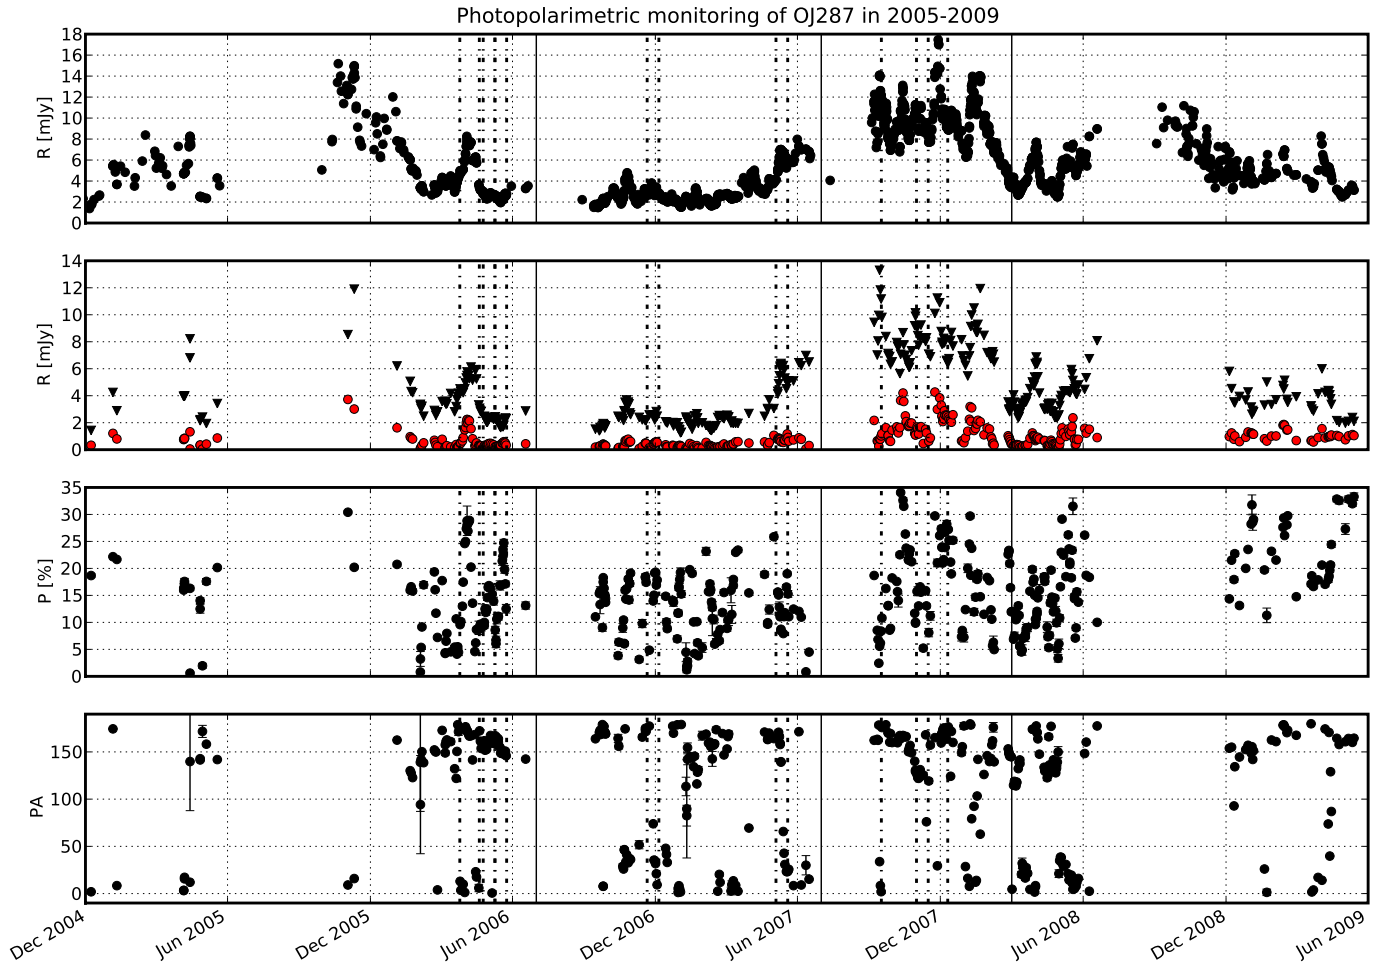 Photopolarimetric monitoring of OJ287 in 2005-2009
18
16
14
12
10
8
6
4
2
0
R [mJy]
14
12
10
8
6
4
2
0
R [mJy]
35
30
25
20
15
10
5
0
P [%]
150
100
50
0
PA
Dec 2004
Jun 2005
Dec 2005
Jun 2006
Dec 2006
Jun 2007
Dec 2007
Jun 2008
Dec 2008
Jun 2009